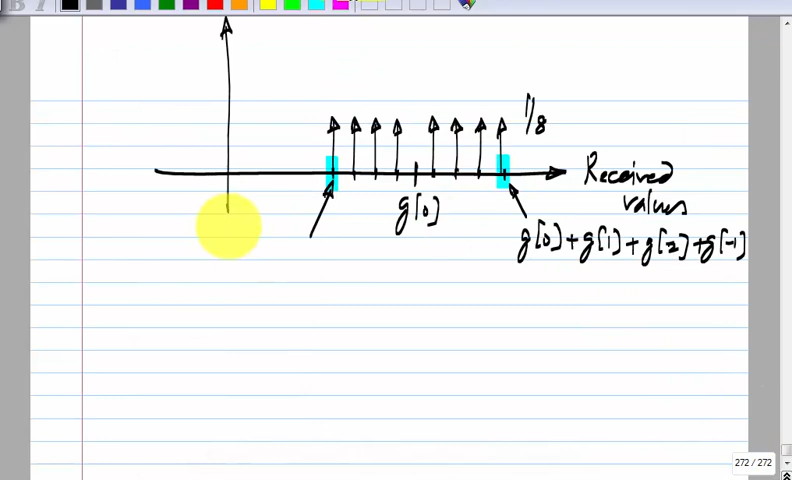 B I
1/8
Received
values
g[0]
g[0]+g[1]+g[2]+g[-1]
272 / 272